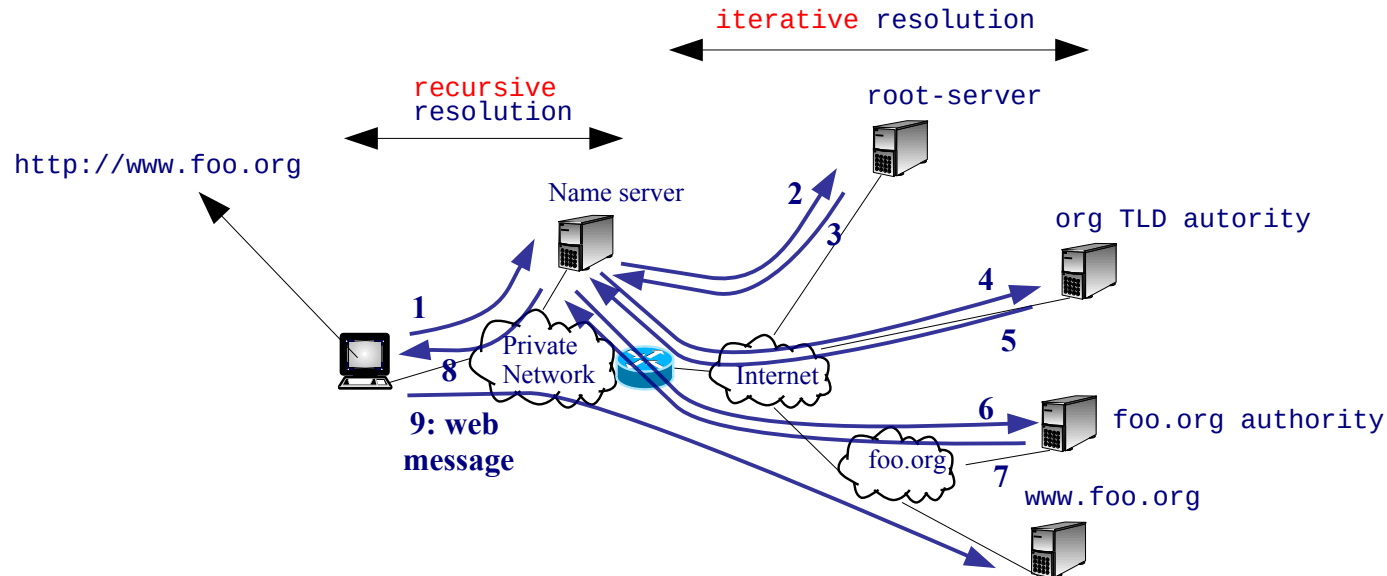 iterative resolution
root-server
recursive
resolution
http://www.foo.org
Name server
2
3
org TLD autority
4
1
5
Private
Network
8
Internet
6
foo.org authority
9: web
message
foo.org
7
www.foo.org